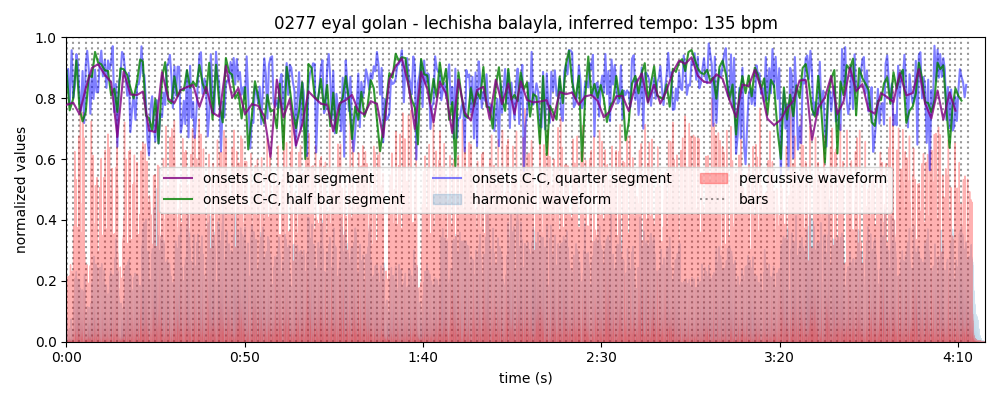 0277 eyal golan - lechisha balayla, inferred tempo: 135 bpm
normalized values
1.0
0.8
0.6
0.4
0.2
0.0
onsets C-C, bar segment
onsets C-C, half bar segment
onsets C-C, quarter segment
harmonic waveform
percussive waveform
bars
0:00 0:50 1:40 2:30 3:20 4:10
time (s)